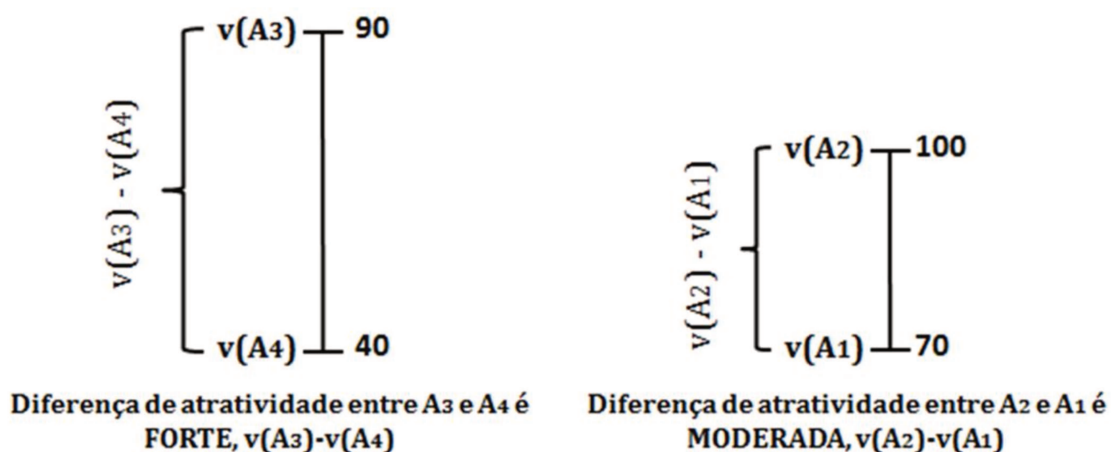 v(A3) 90
v(A3) - v(A4)
v(A4) 40
Diferença de atratividade entre A3 e A4 é
FORTE, v(A3)-v(A4)
v(A2) 100
v(A2) - v(A1)
v(A1) 70
Diferença de atratividade entre A2 e A1 é
MODERADA, v(A2)-v(A1)